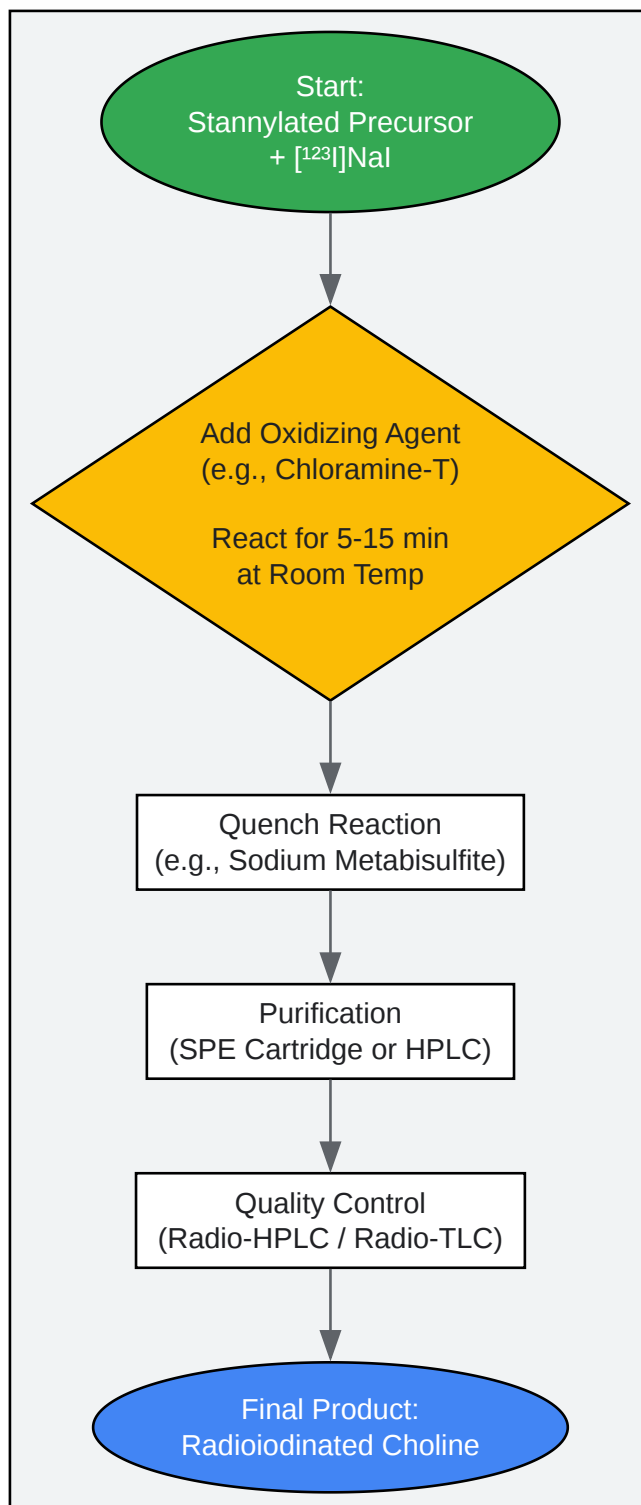 Start:
Stannylated Precursor
+ [¹²³I]NaI
Add Oxidizing Agent
(e.g., Chloramine-T)
React for 5-15 min
at Room Temp
Quench Reaction
(e.g., Sodium Metabisulfite)
Purification
(SPE Cartridge or HPLC)
Quality Control
(Radio-HPLC / Radio-TLC)
Final Product:
Radioiodinated Choline